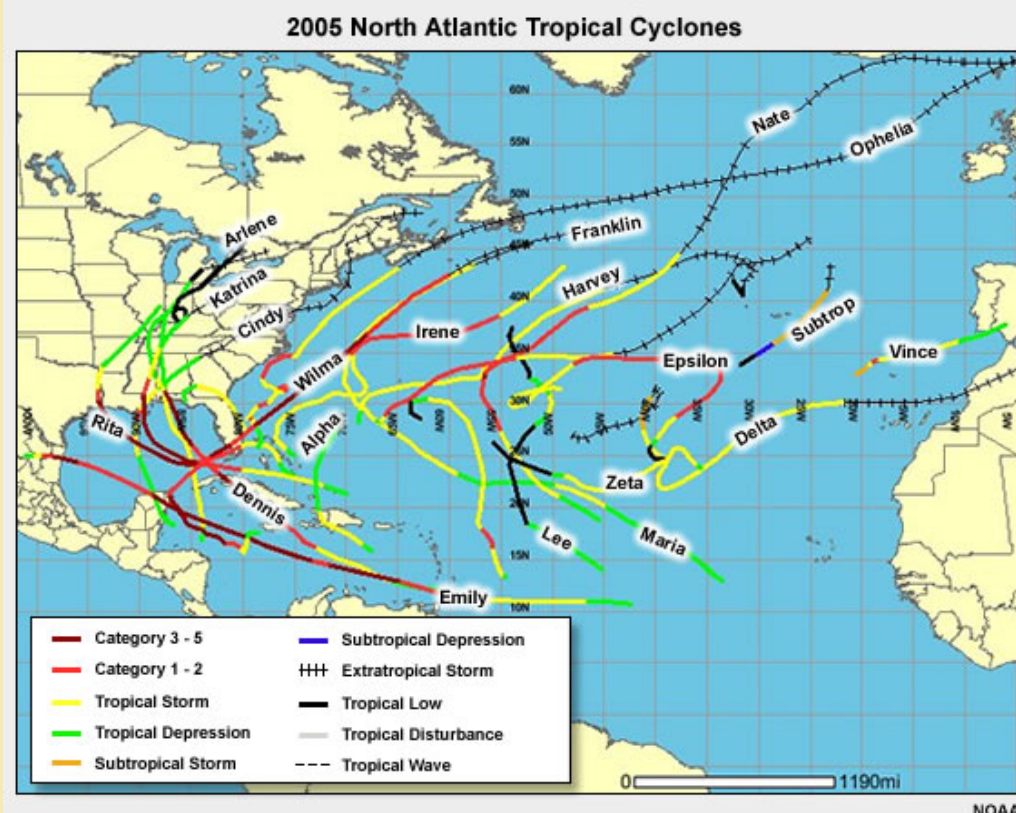 2005 North Atlantic Tropical Cyclones
60N
Nate
55N
Ophelia
50N
Arlene
Franklin
45N
Katrina
Harvey
40N
Cindy
Irene
Subtrop
35N
Wilma
Epsilon
Vince
30N
Rita
Alpha
Delta
Dennis
Zeta
Lee
Maria
15N
Emily
10N
Category 3 - 5
Category 1 - 2
Tropical Storm
Tropical Depression
Subtropical Storm
Subtropical Depression
Extratropical Storm
Tropical Low
Tropical Disturbance
Tropical Wave
0
1190mi
NOAA